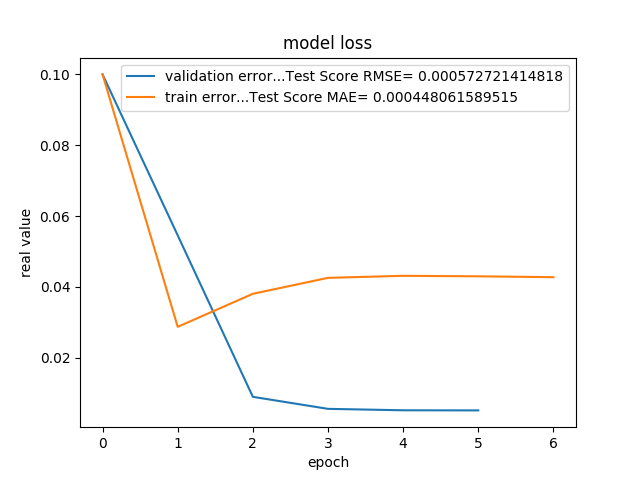 model loss
validation error...Test Score RMSE= 0.000572721414818
train error...Test Score MAE= 0.000448061589515
0.10
0.08
0.06
0.04
0.02
real value
0 1 2 3 4 5 6
epoch